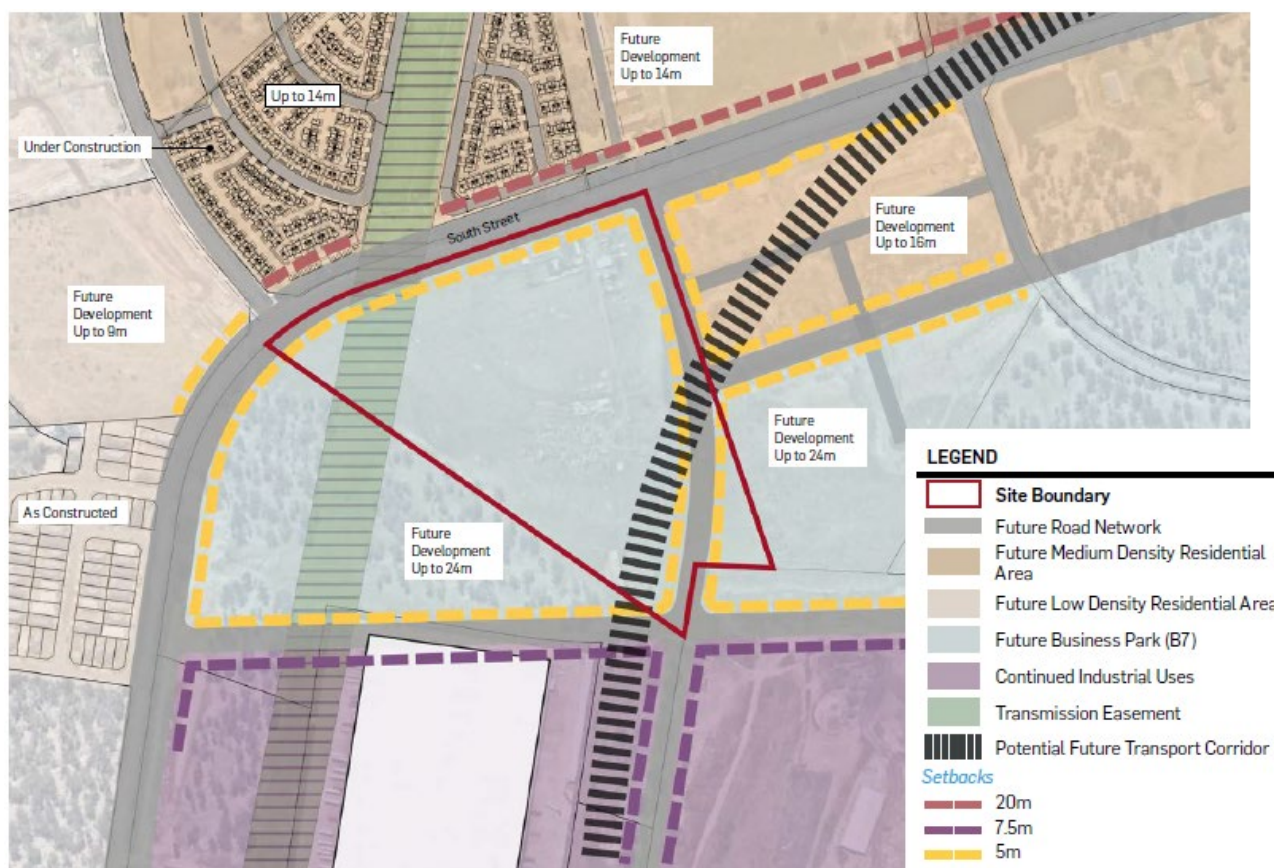 Future
Development
Up to 14m
Up to 14m
Under Construction
South Street
Future
Development
Up to 16m
Future
Development
Up to 9m
Future
Development
Up to 24m
As Constructed
Future
Development
Up to 24m
LEGEND
Site Boundary
Future Road Network
Future Medium Density Residential
Area
Future Low Density Residential Area
Future Business Park (B7)
Continued Industrial Uses
Transmission Easement
Potential Future Transport Corridor
Setbacks
20m
7.5m
5m